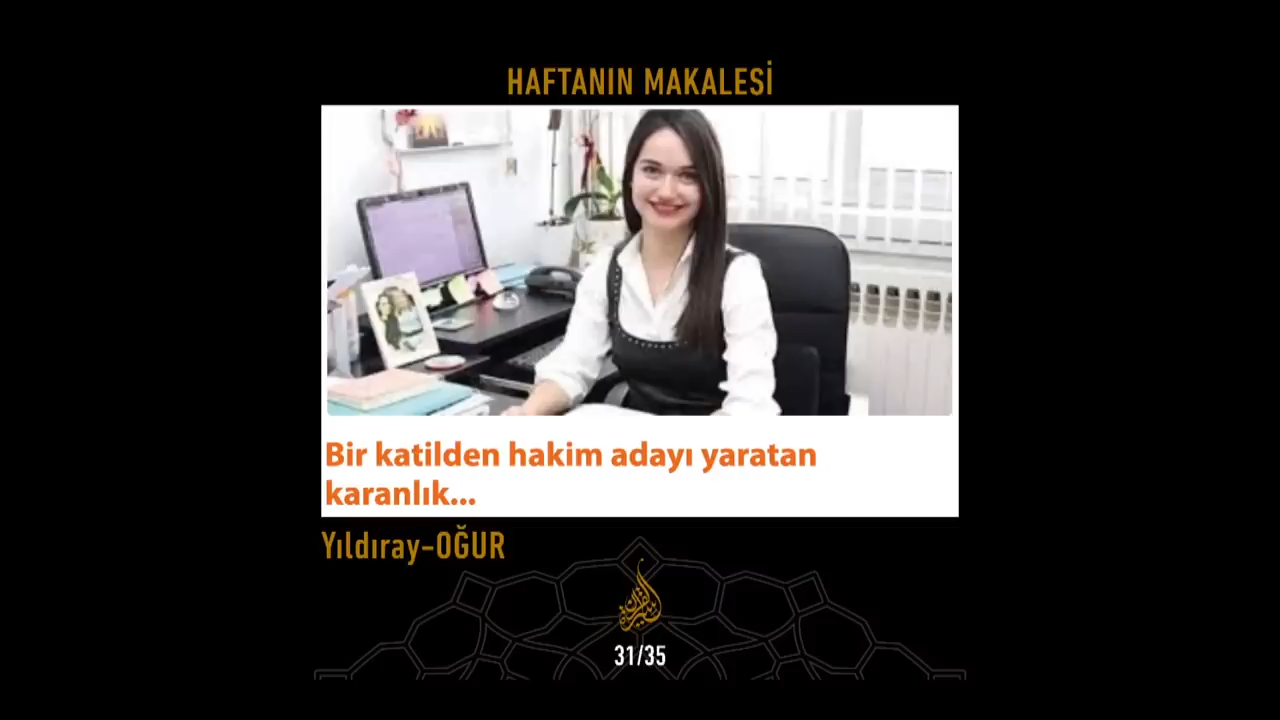 HAFTANIN MAKALESİ
Bir katilden hakim adayı yaratan
karanlık...
Yıldıray-OĞUR
31/35